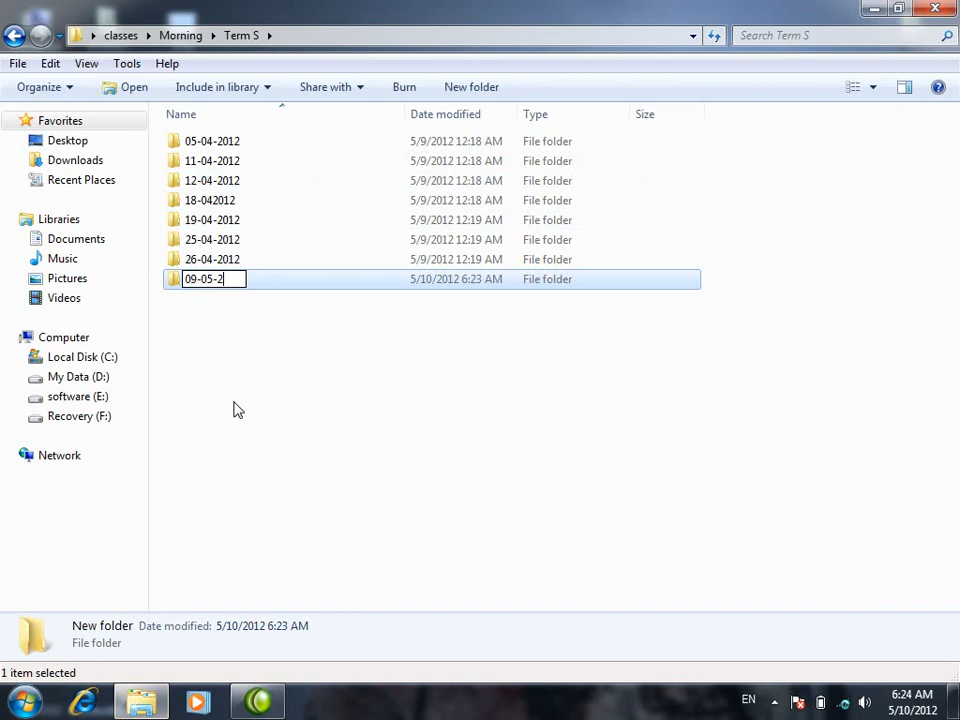 classes Morning Term S Search Term S
File Edit View Tools Help
Organize Open Include in library Share with Burn New folder
Name Date modified Type Size
Favorites
Desktop
Downloads
Recent Places
Libraries
Documents
Music
Pictures
Videos
Computer
Local Disk (C:)
My Data (D:)
software (E:)
Recovery (F:)
Network
05-04-2012 5/9/2012 12:18 AM File folder
11-04-2012 5/9/2012 12:18 AM File folder
12-04-2012 5/9/2012 12:18 AM File folder
18-042012 5/9/2012 12:18 AM File folder
19-04-2012 5/9/2012 12:19 AM File folder
25-04-2012 5/9/2012 12:19 AM File folder
26-04-2012 5/9/2012 12:19 AM File folder
09-05-2 5/10/2012 6:23 AM File folder
New folder Date modified: 5/10/2012 6:23 AM
File folder
1 item selected
EN 6:24 AM
5/10/2012